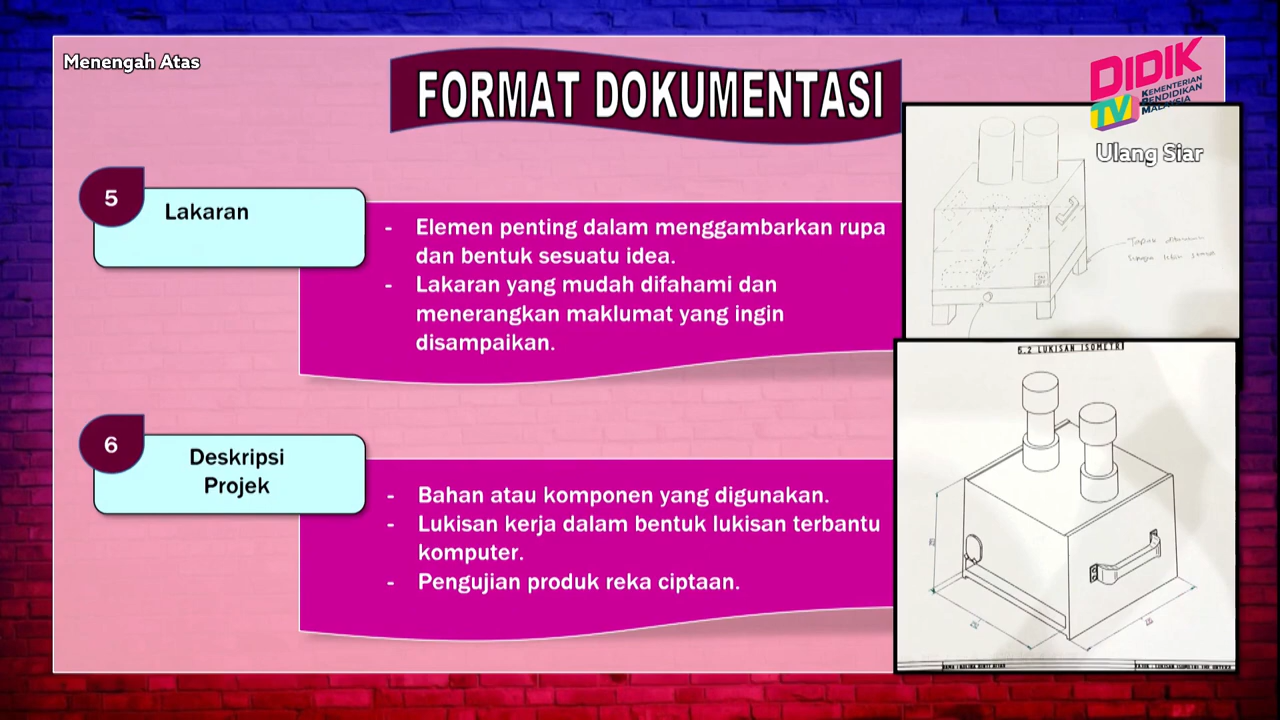 Menengah Atas
FORMAT DOKUMENTASI
DIDIK
TV
KEMENTERIAN
PENDIDIKAN
MALAYSIA
Ulang Siar
5
Lakaran
- Elemen penting dalam menggambarkan rupa
dan bentuk sesuatu idea.
- Lakaran yang mudah difahami dan
menerangkan maklumat yang ingin
disampaikan.
5.2 LUKISAN ISOMETRI
6
Deskripsi
Projek
- Bahan atau komponen yang digunakan.
- Lukisan kerja dalam bentuk lukisan terbantu
komputer.
- Pengujian produk reka ciptaan.